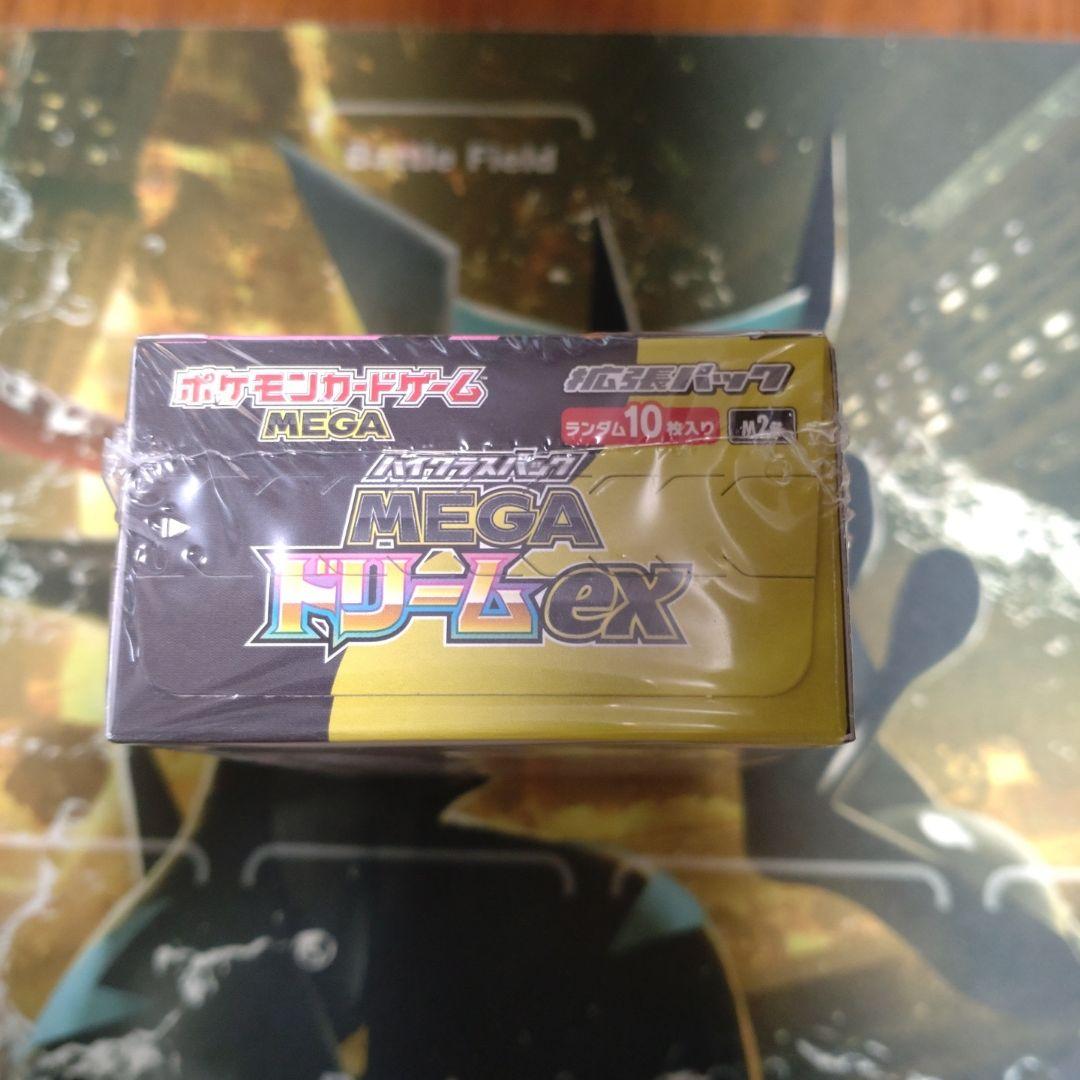 Battle Field
ポケモンカードゲーム
MEGA
拡張パック
ランダム10枚入り
M2a
ハイクラスパック
MEGA
ドリームex